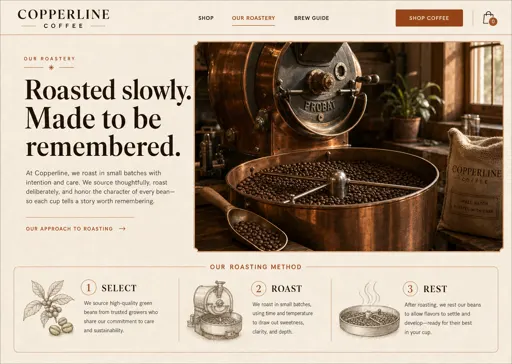 COPPERLINE
COFFEE
SHOP
OUR ROASTERY
BREW GUIDE
SHOP COFFEE
OUR ROASTERY
Roasted slowly.
Made to be
remembered.
At Copperline, we roast in small batches with
intention and care. We source thoughtfully, roast
deliberately, and honor the character of every bean—
so each cup tells a story worth remembering.
OUR APPROACH TO ROASTING →
PROBAT
COPPERLINE
COFFEE
OUR ROASTING METHOD
1 SELECT
We source high-quality green
beans from trusted growers who
share our commitment to care
and sustainability.
2 ROAST
We roast in small batches,
using time and temperature
to draw out sweetness,
clarity, and depth.
3 REST
After roasting, we rest our beans
to allow flavors to settle and
develop—ready for their best
in your cup.